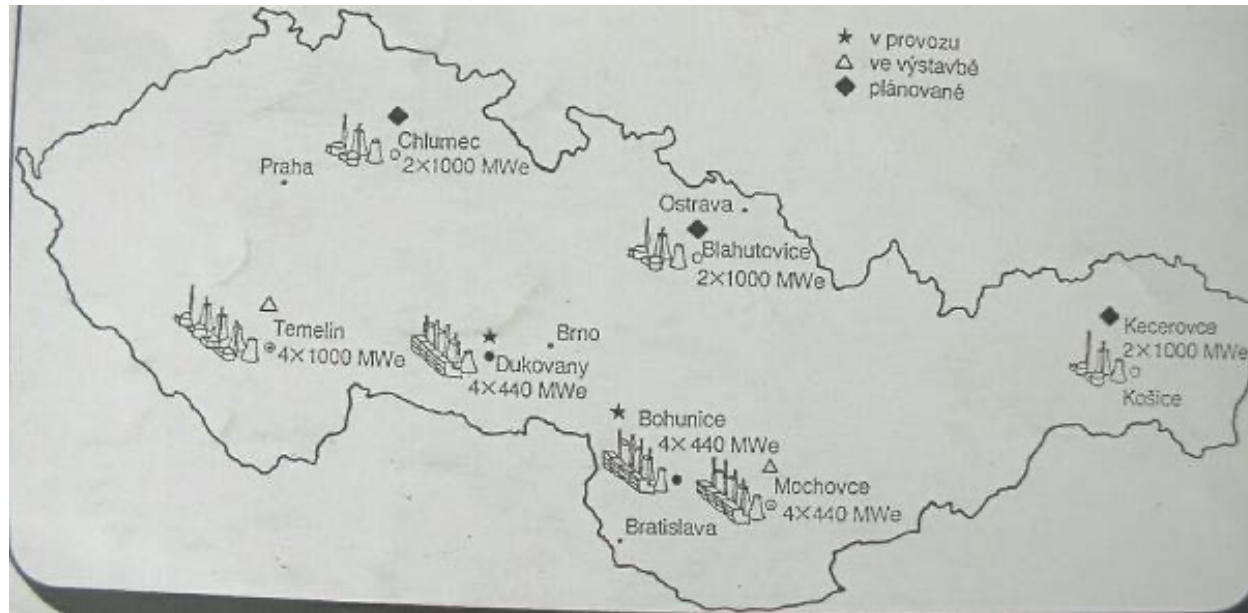 v provozu
ve výstavbě
plánované
Chlumec
2×1000 MWe
Praha
Ostrava
Blahutovice
2×1000 MWe
Temelin
4×1000 MWe
Dukovany
4×440 MWe
Brno
Kecerovce
2×1000 MWe
Košice
Bohunice
4×440 MWe
Mochovce
4×440 MWe
Bratislava